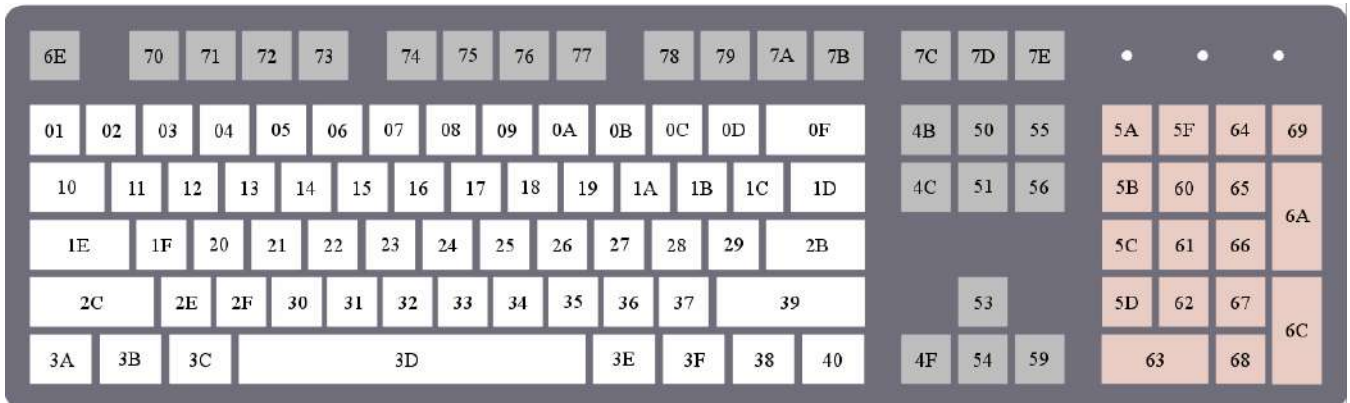 6E 70 71 72 73 74 75 76 77 78 79 7A 7B 7C 7D 7E
01 02 03 04 05 06 07 08 09 0A 0B 0C 0D 0F 4B 50 55 5A 5F 64 69
10 11 12 13 14 15 16 17 18 19 1A 1B 1C 1D 4C 51 56 5B 60 65
6A
1E 1F 20 21 22 23 24 25 26 27 28 29 2B 5C 61 66
2C 2E 2F 30 31 32 33 34 35 36 37 39 53 5D 62 67
6C
3A 3B 3C 3D 3E 3F 38 40 4F 54 59 63 68